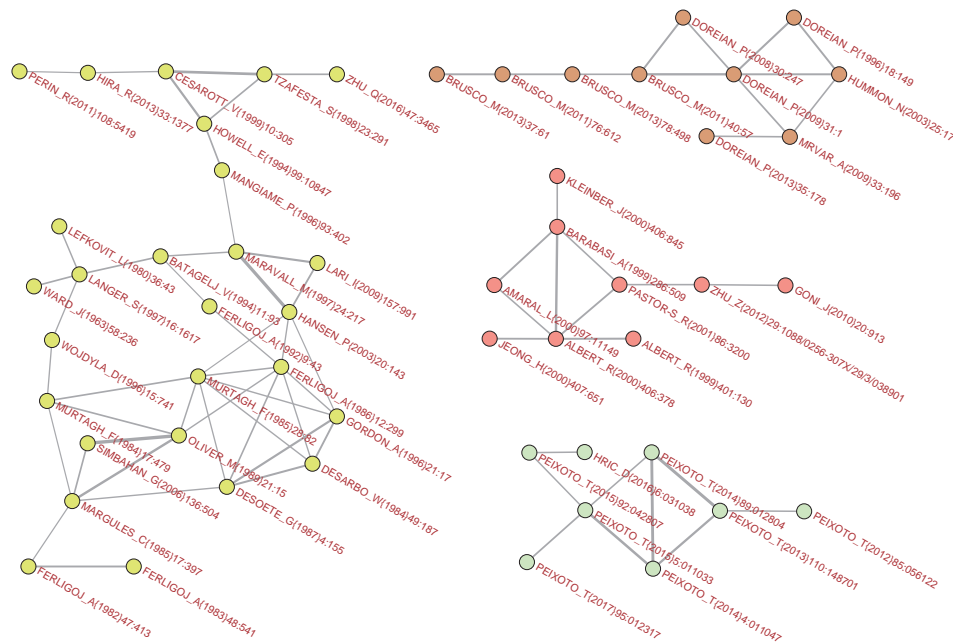 PERIN_R(2011)108:5419
HIRA_R(2013)33:1377
CESAROTT_V(1999)10:305
TZAFESTA_S(1998)23:291
ZHU_Q(2016)47:3465
HOWELL_E(1994)99:10847
MANGIAME_P(1996)93:402
LEFKOVIT_L(1980)36:43
WARD_J(1963)58:236
LANGER_S(1997)16:1617
BATAGELJ_V(1994)11:93
MARAVALL_M(1997)24:217
LARI_I(2009)157:991
FERLIGOJ_A(1992)9:43
HANSEN_P(2003)20:143
WOJDYLA_D(1996)15:741
FERLIGOJ_A(1986)12:299
MURTAGH_F(1985)28:82
MURTAGH_F(1984)17:479
GORDON_A(1996)21:17
OLIVER_M(1989)21:15
SIMBAHAN_G(2006)136:504
DESARBO_W(1984)49:187
DESOETE_G(1987)4:155
MARGULES_C(1985)17:397
FERLIGOJ_A(1982)47:413
FERLIGOJ_A(1983)48:541
DOREIAN_P(2008)30:247
DOREIAN_P(1996)18:149
BRUSCO_M(2013)37:61
BRUSCO_M(2011)76:612
BRUSCO_M(2013)78:498
BRUSCO_M(2011)40:57
DOREIAN_P(2009)31:1
HUMMON_N(2003)25:17
DOREIAN_P(2013)35:178
MRVAR_A(2009)33:196
KLEINBER_J(2000)406:845
BARABASI_A(1999)286:509
AMARAL_L(2000)97:11149
PASTOR-S_R(2001)86:3200
ZHU_Z(2012)29:1088/0256-307X/29/3/038901
GONI_J(2010)20:913
JEONG_H(2000)407:651
ALBERT_R(2000)406:378
ALBERT_R(1999)401:130
PEIXOTO_T(2015)92:042807
HRIC_D(2016)6:031038
PEIXOTO_T(2014)89:012804
PEIXOTO_T(2015)5:011033
PEIXOTO_T(2013)110:148701
PEIXOTO_T(2012)85:056122
PEIXOTO_T(2017)95:012317
PEIXOTO_T(2014)4:011047